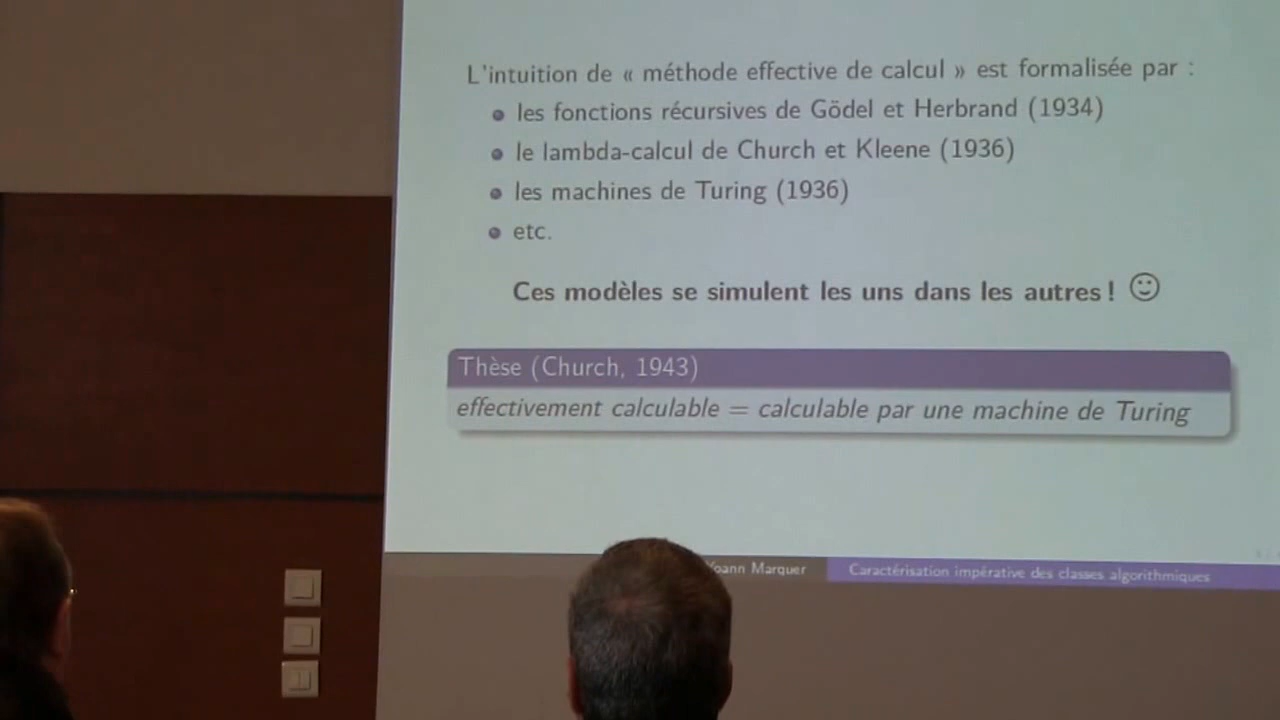 L'intuition de « méthode effective de calcul » est formalisée par :
les fonctions récursives de Gödel et Herbrand (1934)
le lambda-calcul de Church et Kleene (1936)
les machines de Turing (1936)
etc.
Ces modèles se simulent les uns dans les autres !
Thèse (Church, 1943)
effectivement calculable = calculable par une machine de Turing
Yoann Marquer
Caractérisation impérative des classes algorithmiques